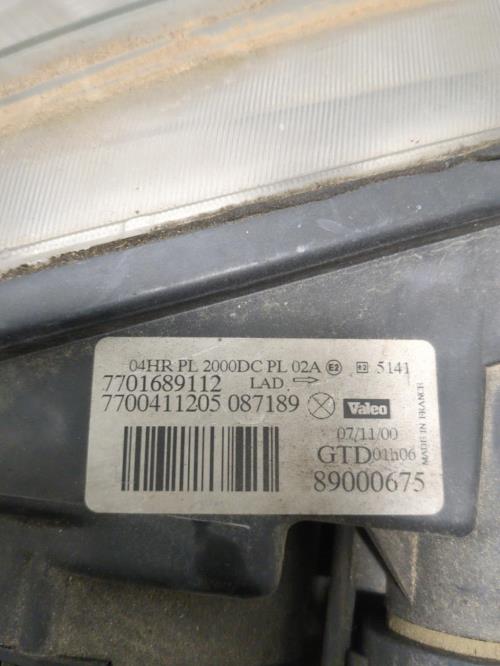 04HR PL 2000DC PL 02A E2 e2 5141
7701689112 LAD
7700411205 087189 Valeo
07/11/00
GTD 01h06
89000675
MADE IN FRANCE